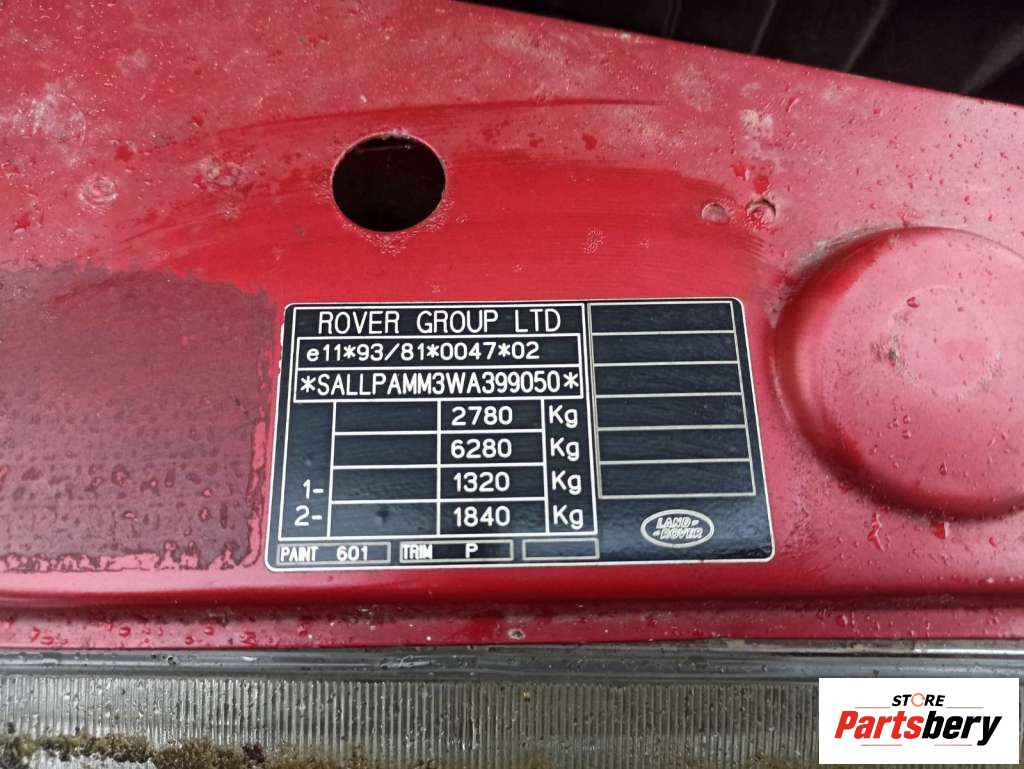 ROVER GROUP LTD
e11*93/81*0047*02
*SALLPAMM3WA399050*
2780 Kg
6280 Kg
1- 1320 Kg
2- 1840 Kg
PAINT 601 TRIM P
LAND-
-ROVER
STORE
Partsbery